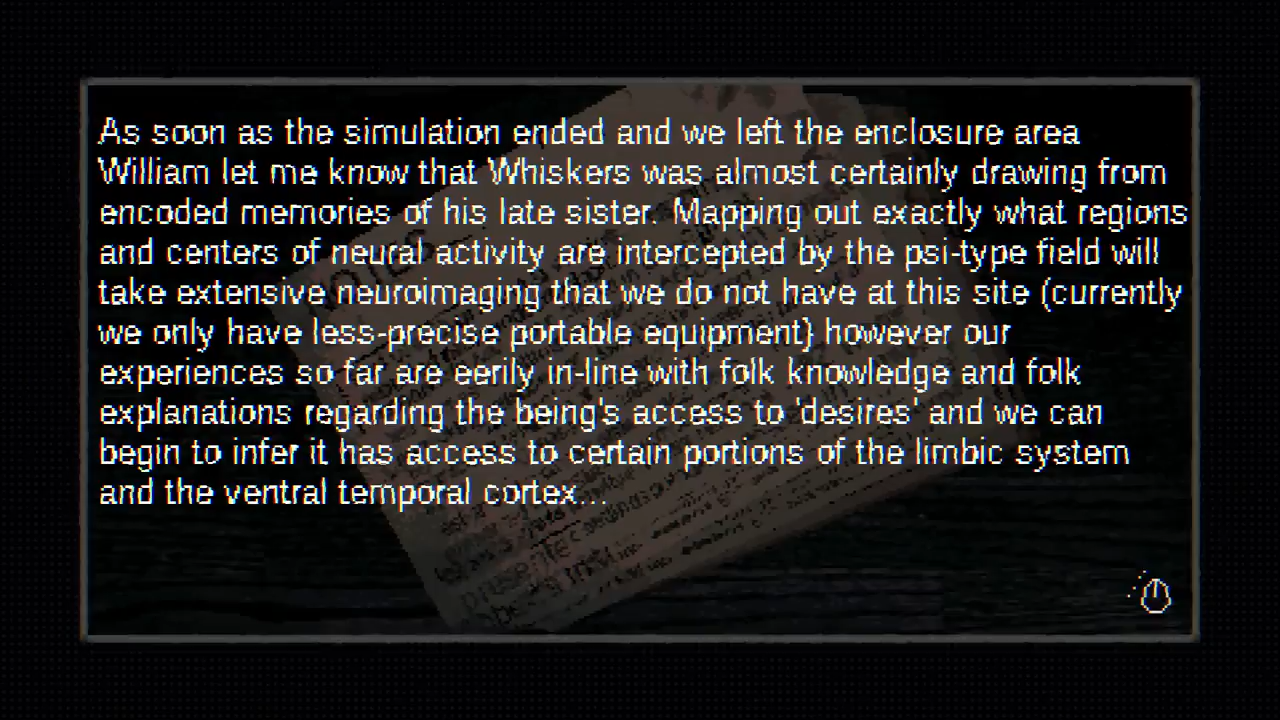 As soon as the simulation ended and we left the enclosure area
William let me know that Whiskers was almost certainly drawing from
encoded memories of his late sister. Mapping out exactly what regions
and centers of neural activity are intercepted by the psi-type field will
take extensive neuroimaging that we do not have at this site (currently
we only have less-precise portable equipment} however our
experiences so far are eerily in-line with folk knowledge and folk
explanations regarding the being's access to 'desires' and we can
begin to infer it has access to certain portions of the limbic system
and the ventral temporal cortex...